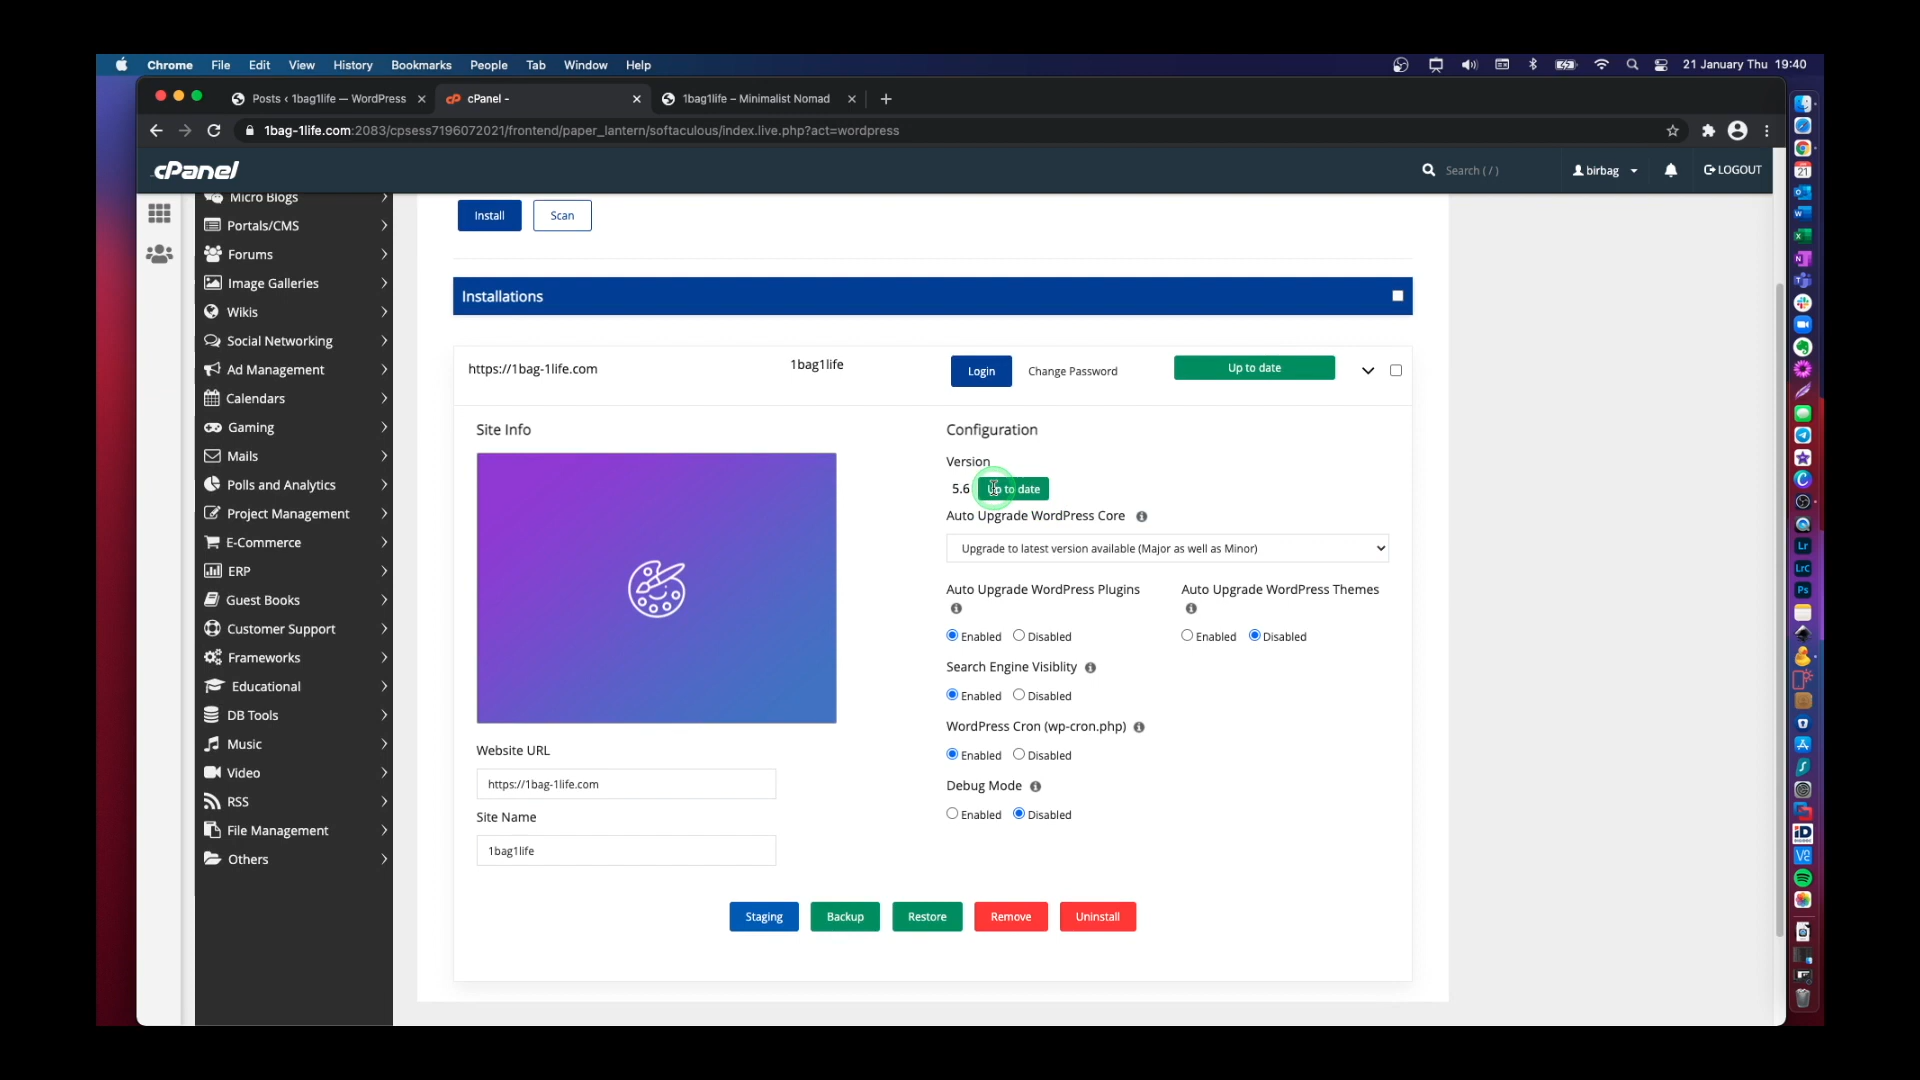 Chrome File Edit View History Bookmarks People Tab Window Help 21 January Thu 19:40
Posts ‹ 1bag1life — WordPress cPanel - 1bag1life – Minimalist Nomad
1bag-1life.com:2083/cpsess7196072021/frontend/paper_lantern/softaculous/index.live.php?act=wordpress
cPanel Search ( / ) birbag LOGOUT
Micro Blogs
Portals/CMS
Forums
Image Galleries
Wikis
Social Networking
Ad Management
Calendars
Gaming
Mails
Polls and Analytics
Project Management
E-Commerce
ERP
Guest Books
Customer Support
Frameworks
Educational
DB Tools
Music
Video
RSS
File Management
Others
Install Scan
Installations
https://1bag-1life.com 1bag1life Login Change Password Up to date
Site Info
Website URL
https://1bag-1life.com
Site Name
1bag1life
Configuration
Version
5.6 Up to date
Auto Upgrade WordPress Core
Upgrade to latest version available (Major as well as Minor)
Auto Upgrade WordPress Plugins
Enabled Disabled
Auto Upgrade WordPress Themes
Enabled Disabled
Search Engine Visiblity
Enabled Disabled
WordPress Cron (wp-cron.php)
Enabled Disabled
Debug Mode
Enabled Disabled
Staging Backup Restore Remove Uninstall
21
Lr
LrC
Ps
iD